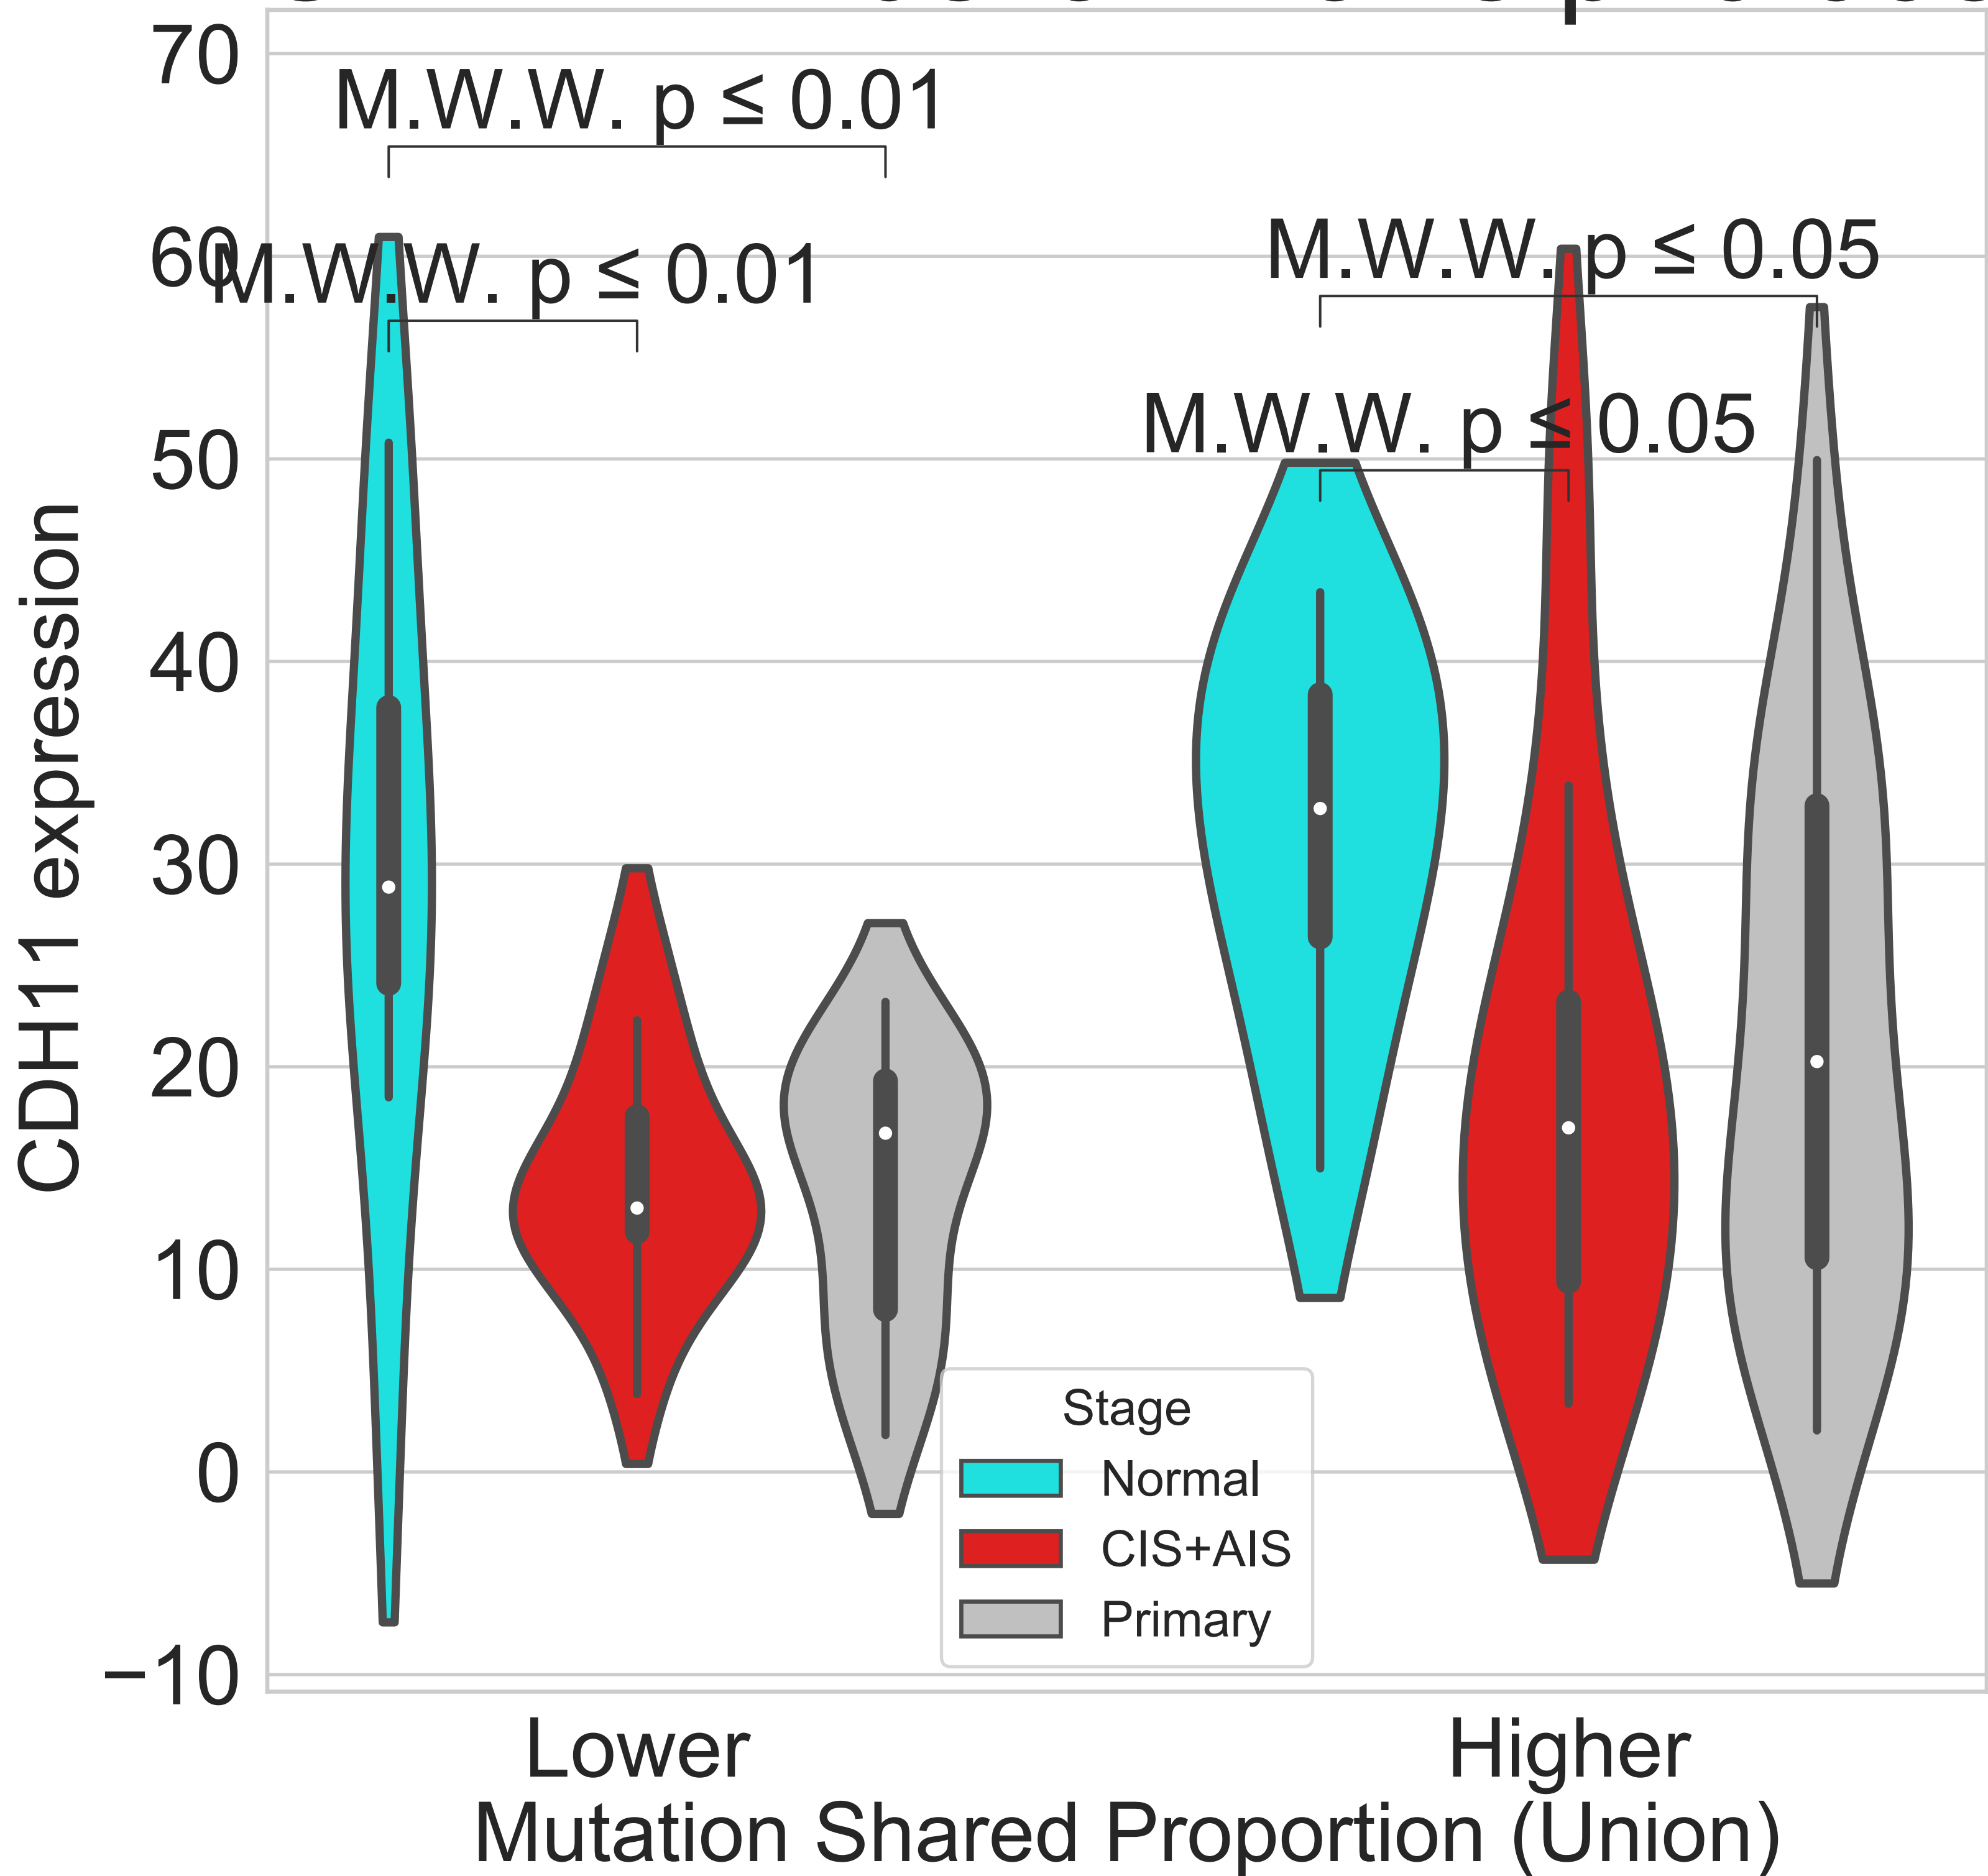 70
60
50
40
30
20
10
0
−10
CDH11 expression
M.W.W. p ≤ 0.01
M.W.W. p ≤ 0.01
M.W.W. p ≤ 0.05
M.W.W. p ≤ 0.05
Stage
Normal
CIS+AIS
Primary
Lower
Higher
Mutation Shared Proportion (Union)